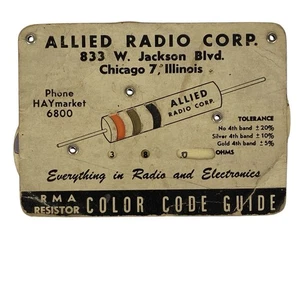 ALLIED RADIO CORP.
833 W. Jackson Blvd.
Chicago 7, Illinois
Phone
HAYmarket
6800
ALLIED
RADIO CORP.
TOLERANCE
No 4th band ± 20%
Silver 4th band ± 10%
Gold 4th band ± 5%
3
OHMS
Everything in Radio and Electronics
RMA
RESISTOR
COLOR CODE GUIDE